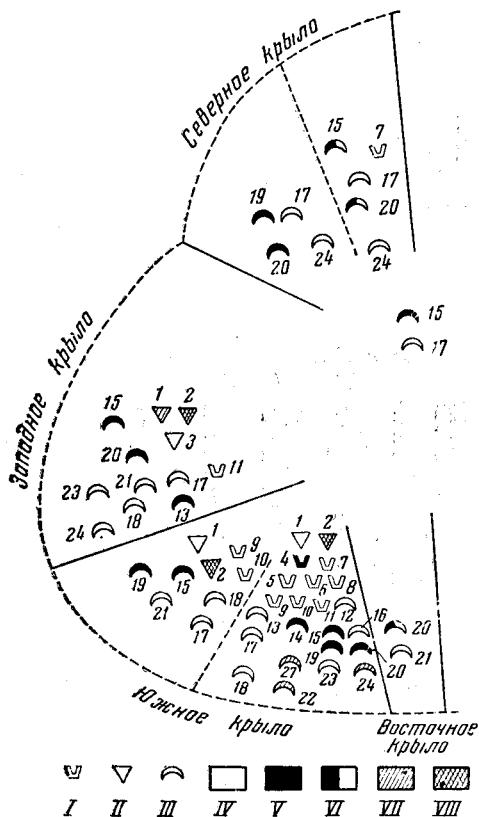 Северное крыло
15 7
17
19 17
20
20 24 24
15
17
Западное крыло
15 1 2
3
20
11
23 21 17
18 13
24
1 9 1 2
10 4 7
2 5 6 8
19 15 18 9 10 11 12 16
21 13 14 15 20
17 17 19 20 21
27 23 24
18 22
Южное крыло
Восточное
крыло
I II III IV V VI VII VIII